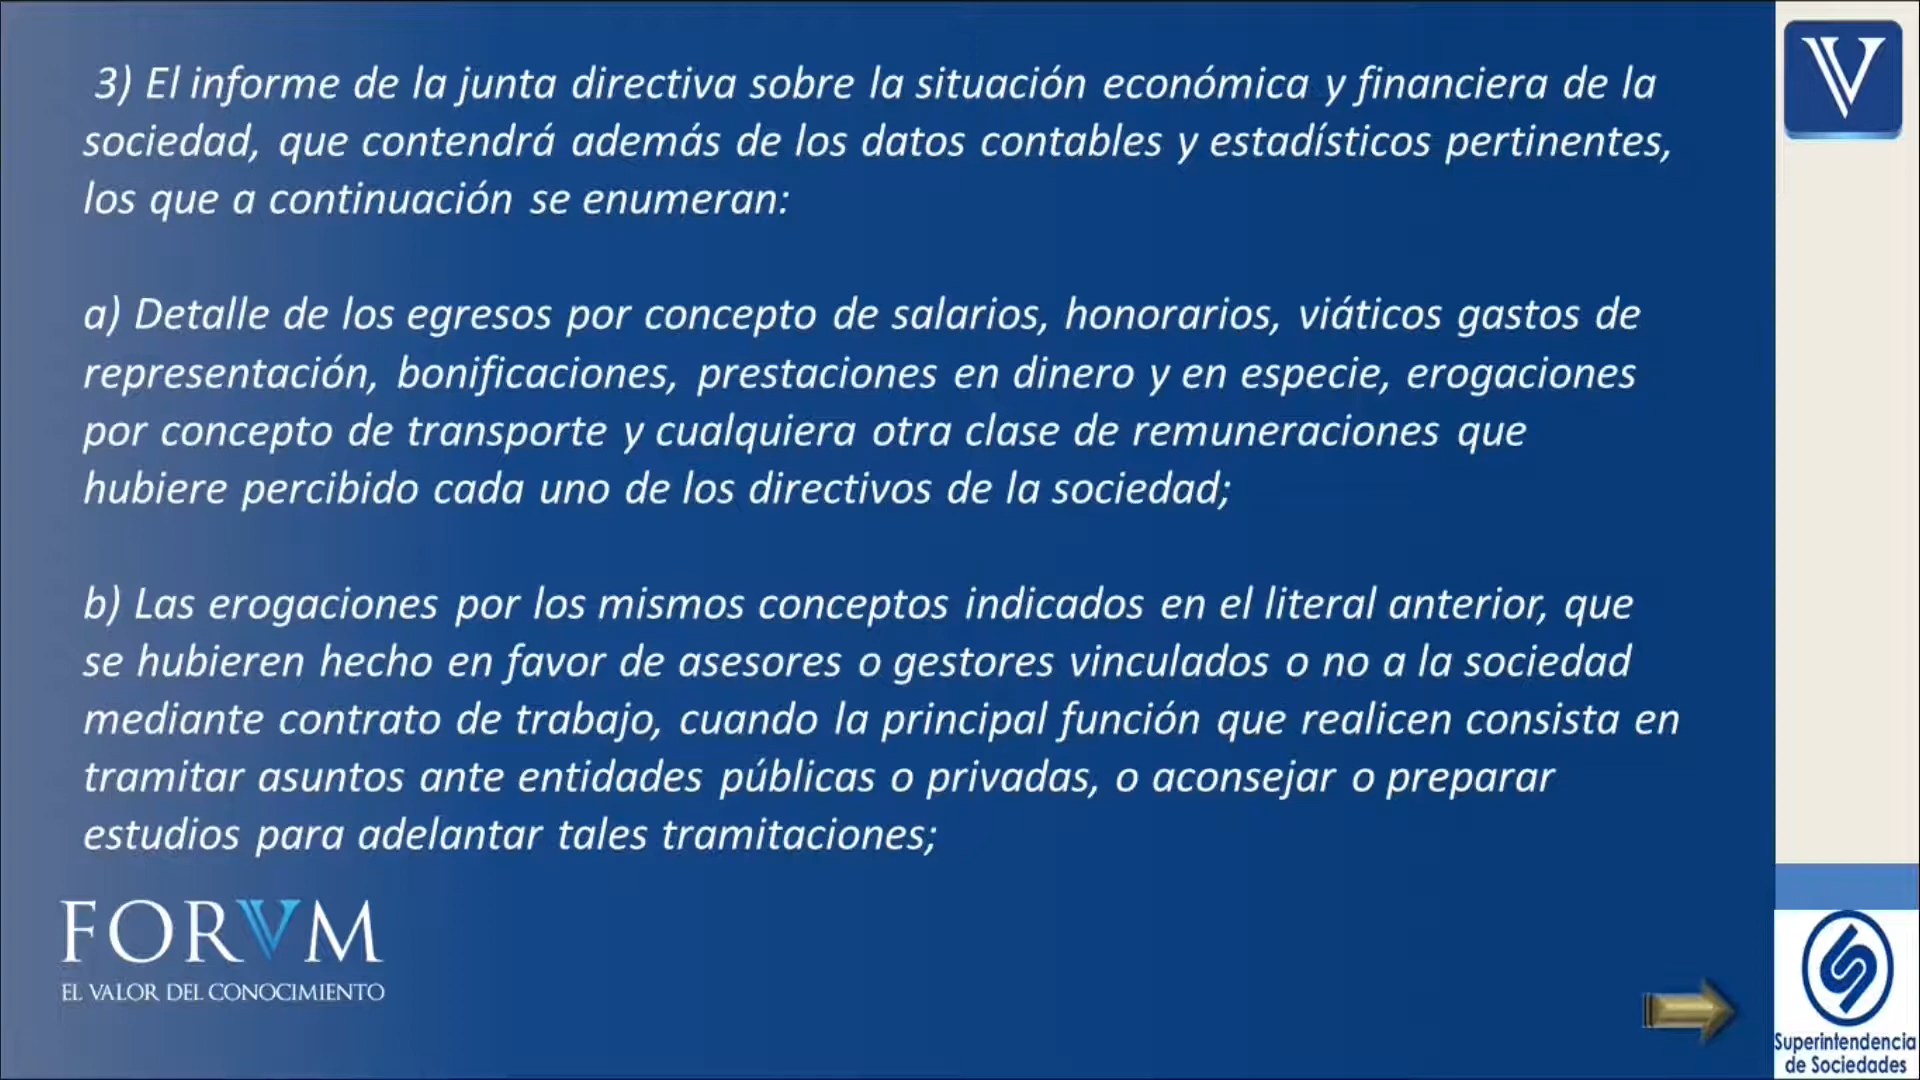 3) El informe de la junta directiva sobre la situación económica y financiera de la
sociedad, que contendrá además de los datos contables y estadísticos pertinentes,
los que a continuación se enumeran:
a) Detalle de los egresos por concepto de salarios, honorarios, viáticos gastos de
representación, bonificaciones, prestaciones en dinero y en especie, erogaciones
por concepto de transporte y cualquiera otra clase de remuneraciones que
hubiere percibido cada uno de los directivos de la sociedad;
b) Las erogaciones por los mismos conceptos indicados en el literal anterior, que
se hubieren hecho en favor de asesores o gestores vinculados o no a la sociedad
mediante contrato de trabajo, cuando la principal función que realicen consista en
tramitar asuntos ante entidades públicas o privadas, o aconsejar o preparar
estudios para adelantar tales tramitaciones;
FORVM
EL VALOR DEL CONOCIMIENTO
V
Superintendencia
de Sociedades